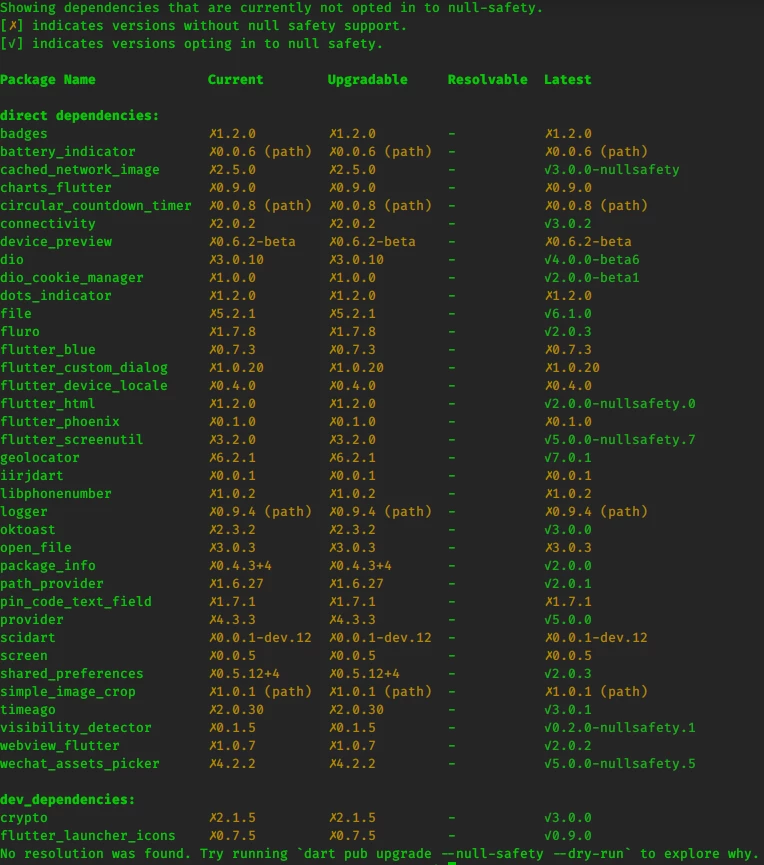 Showing dependencies that are currently not opted in to null-safety.
[✗] indicates versions without null safety support.
[√] indicates versions opting in to null safety.
Package Name Current Upgradable Resolvable Latest
direct dependencies:
badges ✗1.2.0 ✗1.2.0 - ✗1.2.0
battery_indicator ✗0.0.6 (path) ✗0.0.6 (path) - ✗0.0.6 (path)
cached_network_image ✗2.5.0 ✗2.5.0 - √3.0.0-nullsafety
charts_flutter ✗0.9.0 ✗0.9.0 - ✗0.9.0
circular_countdown_timer ✗0.0.8 (path) ✗0.0.8 (path) - ✗0.0.8 (path)
connectivity ✗2.0.2 ✗2.0.2 - √3.0.2
device_preview ✗0.6.2-beta ✗0.6.2-beta - ✗0.6.2-beta
dio ✗3.0.10 ✗3.0.10 - √4.0.0-beta6
dio_cookie_manager ✗1.0.0 ✗1.0.0 - √2.0.0-beta1
dots_indicator ✗1.2.0 ✗1.2.0 - ✗1.2.0
file ✗5.2.1 ✗5.2.1 - √6.1.0
fluro ✗1.7.8 ✗1.7.8 - √2.0.3
flutter_blue ✗0.7.3 ✗0.7.3 - ✗0.7.3
flutter_custom_dialog ✗1.0.20 ✗1.0.20 - ✗1.0.20
flutter_device_locale ✗0.4.0 ✗0.4.0 - ✗0.4.0
flutter_html ✗1.2.0 ✗1.2.0 - √2.0.0-nullsafety.0
flutter_phoenix ✗0.1.0 ✗0.1.0 - ✗0.1.0
flutter_screenutil ✗3.2.0 ✗3.2.0 - √5.0.0-nullsafety.7
geolocator ✗6.2.1 ✗6.2.1 - √7.0.1
iirjdart ✗0.0.1 ✗0.0.1 - ✗0.0.1
libphonenumber ✗1.0.2 ✗1.0.2 - ✗1.0.2
logger ✗0.9.4 (path) ✗0.9.4 (path) - ✗0.9.4 (path)
oktoast ✗2.3.2 ✗2.3.2 - √3.0.0
open_file ✗3.0.3 ✗3.0.3 - ✗3.0.3
package_info ✗0.4.3+4 ✗0.4.3+4 - √2.0.0
path_provider ✗1.6.27 ✗1.6.27 - √2.0.1
pin_code_text_field ✗1.7.1 ✗1.7.1 - ✗1.7.1
provider ✗4.3.3 ✗4.3.3 - √5.0.0
scidart ✗0.0.1-dev.12 ✗0.0.1-dev.12 - ✗0.0.1-dev.12
screen ✗0.0.5 ✗0.0.5 - ✗0.0.5
shared_preferences ✗0.5.12+4 ✗0.5.12+4 - √2.0.3
simple_image_crop ✗1.0.1 (path) ✗1.0.1 (path) - ✗1.0.1 (path)
timeago ✗2.0.30 ✗2.0.30 - √3.0.1
visibility_detector ✗0.1.5 ✗0.1.5 - √0.2.0-nullsafety.1
webview_flutter ✗1.0.7 ✗1.0.7 - √2.0.2
wechat_assets_picker ✗4.2.2 ✗4.2.2 - √5.0.0-nullsafety.5
dev_dependencies:
crypto ✗2.1.5 ✗2.1.5 - √3.0.0
flutter_launcher_icons ✗0.7.5 ✗0.7.5 - √0.9.0
No resolution was found. Try running `dart pub upgrade --null-safety --dry-run` to explore why.